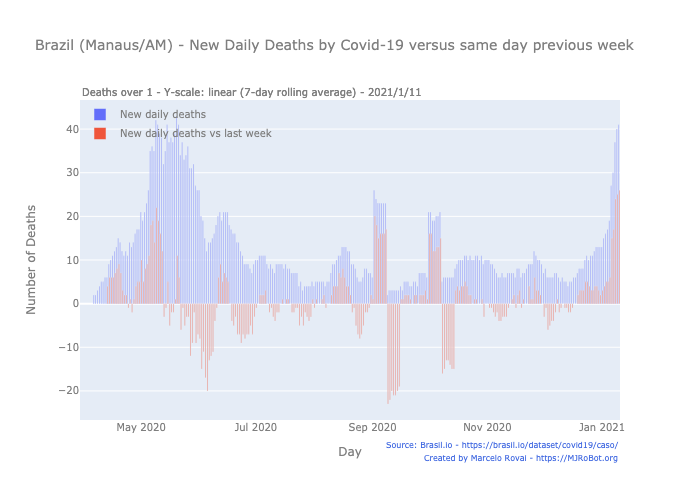 Brazil (Manaus/AM) - New Daily Deaths by Covid-19 versus same day previous week
Deaths over 1 - Y-scale: linear (7-day rolling average) - 2021/1/11
New daily deaths
New daily deaths vs last week
Number of Deaths
40
30
20
10
0
−10
−20
May 2020
Jul 2020
Sep 2020
Nov 2020
Jan 2021
Day
Source: Brasil.io - https://brasil.io/dataset/covid19/caso/
Created by Marcelo Rovai - https://MJRoBot.org